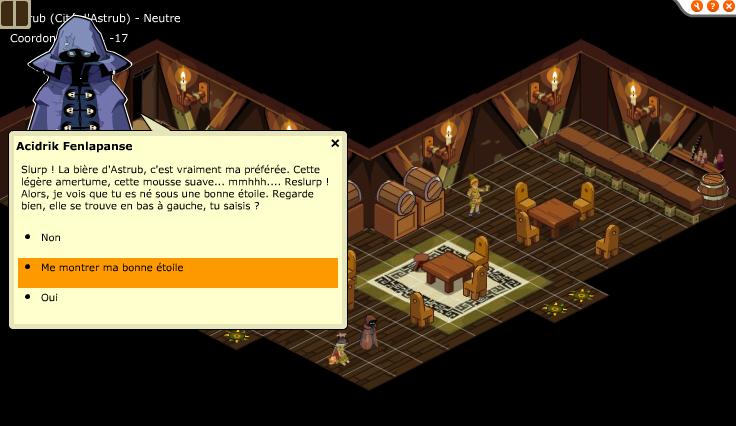 (Cité d'Astrub) - Neutre
-17
Acidrik Fenlapanse
Slurp ! La bière d'Astrub, c'est vraiment ma préférée. Cette
légère amertume, cette mousse suave... mmhhh.... Reslurp !
Alors, je vois que tu es né sous une bonne étoile. Regarde
bien, elle se trouve en bas à gauche, tu saisis ?
Non
Me montrer ma bonne étoile
Oui